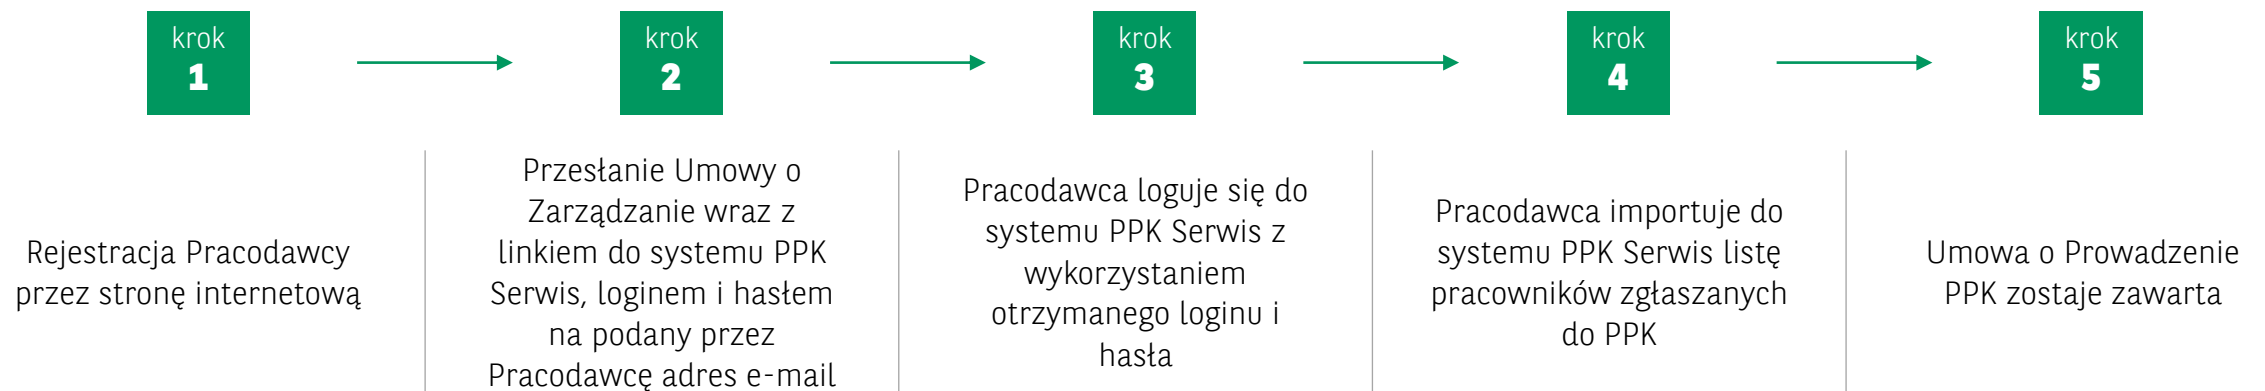 krok
1
krok
2
krok
3
krok
4
krok
5
Rejestracja Pracodawcy
przez stronę internetową
Przesłanie Umowy o
Zarządzanie wraz z
linkiem do systemu PPK
Serwis, loginem i hasłem
na podany przez
Pracodawcę adres e-mail
Pracodawca loguje się do
systemu PPK Serwis z
wykorzystaniem
otrzymanego loginu i
hasła
Pracodawca importuje do
systemu PPK Serwis listę
pracowników zgłaszanych
do PPK
Umowa o Prowadzenie
PPK zostaje zawarta